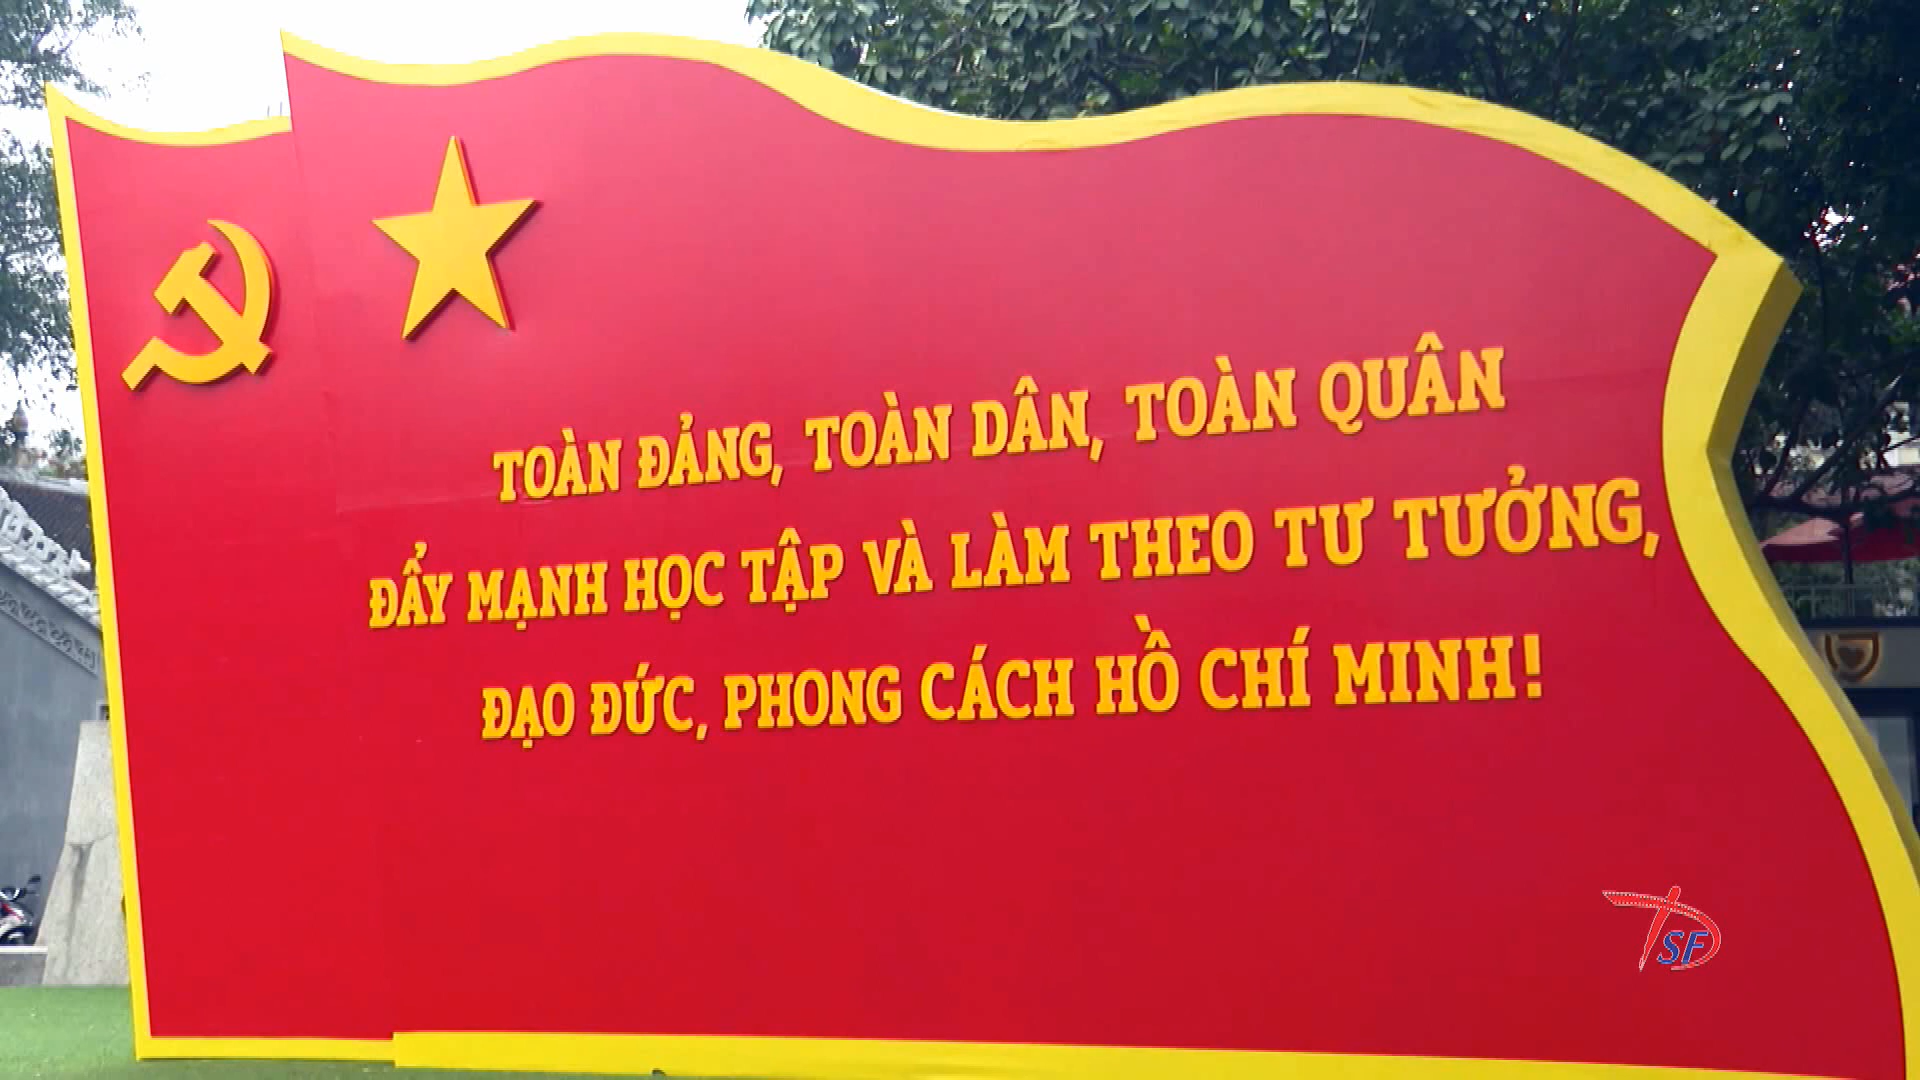 TOÀN ĐẢNG, TOÀN DÂN, TOÀN QUÂN
ĐẨY MẠNH HỌC TẬP VÀ LÀM THEO TƯ TƯỞNG,
ĐẠO ĐỨC, PHONG CÁCH HỒ CHÍ MINH!
TSF